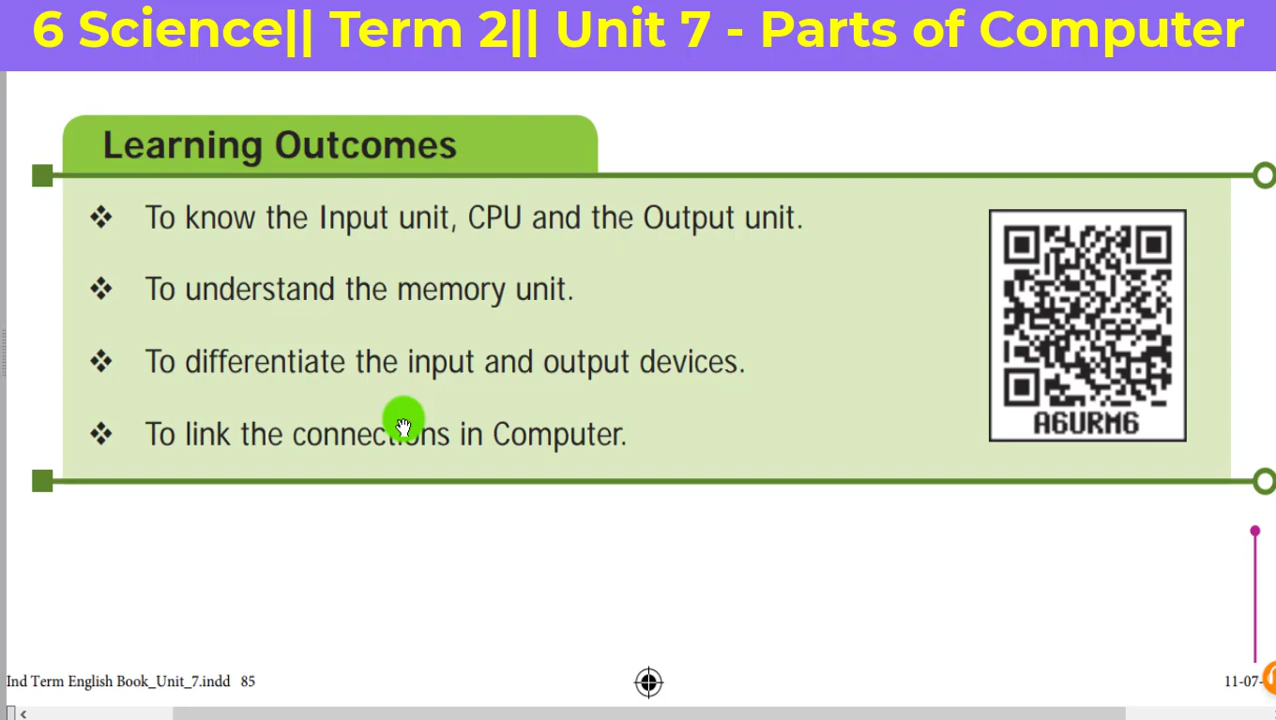 6 Science|| Term 2|| Unit 7 - Parts of Computer
Learning Outcomes
❖ To know the Input unit, CPU and the Output unit.
❖ To understand the memory unit.
❖ To differentiate the input and output devices.
❖ To link the connections in Computer.
A6URM6
Ind Term English Book_Unit_7.indd 85
11-07-